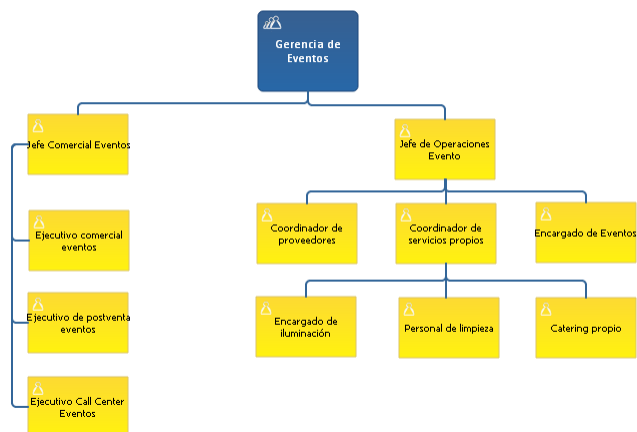 Gerencia de
Eventos
Jefe Comercial Eventos
Jefe de Operaciones
Evento
Ejecutivo comercial
eventos
Coordinador de
proveedores
Coordinador de
servicios propios
Encargado de Eventos
Ejecutivo de postventa
eventos
Encargado de
iluminación
Personal de limpieza
Catering propio
Ejecutivo Call Center
Eventos